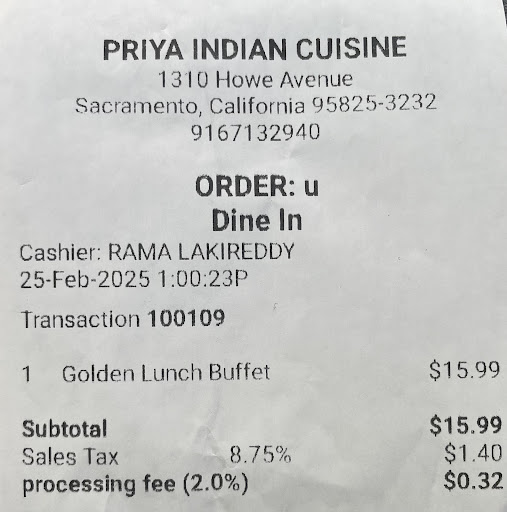 PRIYA INDIAN CUISINE
1310 Howe Avenue
Sacramento, California 95825-3232
9167132940
ORDER: u
Dine In
Cashier: RAMA LAKIREDDY
25-Feb-2025 1:00:23P
Transaction 100109
1 Golden Lunch Buffet $15.99
Subtotal $15.99
Sales Tax 8.75% $1.40
processing fee (2.0%) $0.32